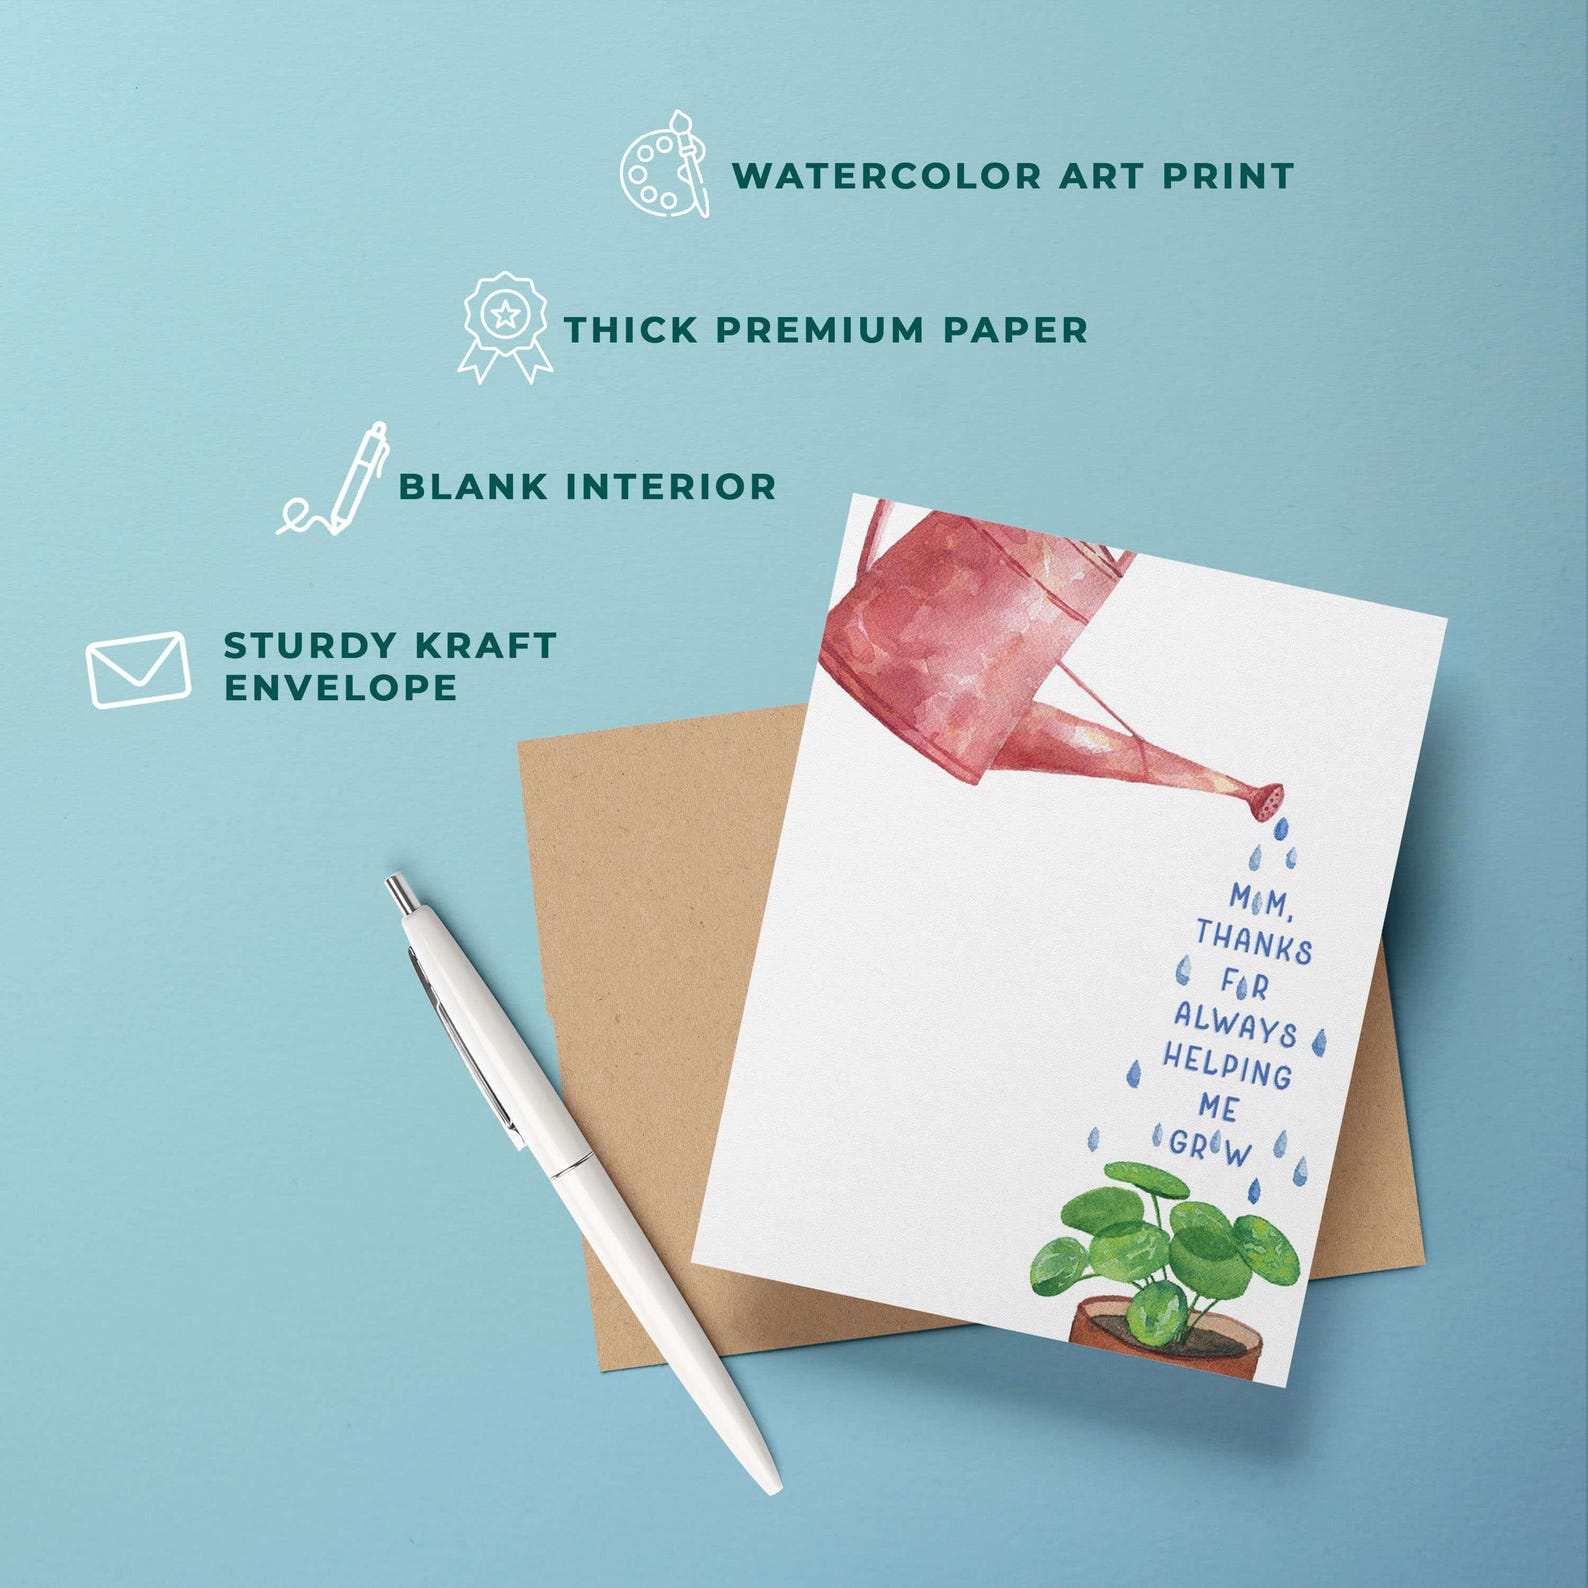 WATERCOLOR ART PRINT
THICK PREMIUM PAPER
BLANK INTERIOR
STURDY KRAFT
ENVELOPE
MOM,
THANKS
FOR
ALWAYS
HELPING
ME
GROW